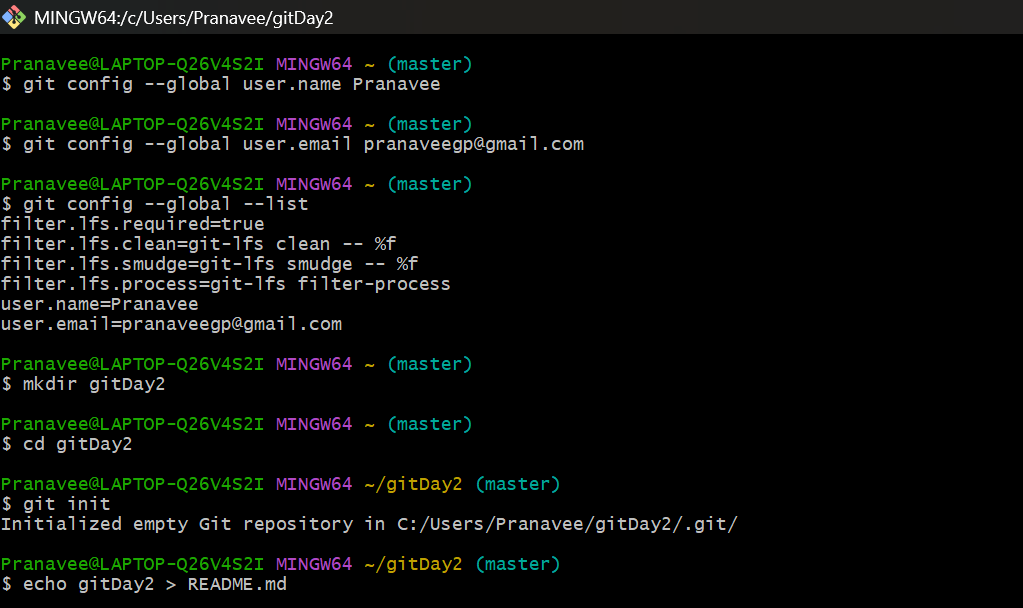 MINGW64:/c/Users/Pranavee/gitDay2
Pranavee@LAPTOP-Q26V4S2I MINGW64 ~ (master)
$ git config --global user.name Pranavee
Pranavee@LAPTOP-Q26V4S2I MINGW64 ~ (master)
$ git config --global user.email pranaveegp@gmail.com
Pranavee@LAPTOP-Q26V4S2I MINGW64 ~ (master)
$ git config --global --list
filter.lfs.required=true
filter.lfs.clean=git-lfs clean -- %f
filter.lfs.smudge=git-lfs smudge -- %f
filter.lfs.process=git-lfs filter-process
user.name=Pranavee
user.email=pranaveegp@gmail.com
Pranavee@LAPTOP-Q26V4S2I MINGW64 ~ (master)
$ mkdir gitDay2
Pranavee@LAPTOP-Q26V4S2I MINGW64 ~ (master)
$ cd gitDay2
Pranavee@LAPTOP-Q26V4S2I MINGW64 ~/gitDay2 (master)
$ git init
Initialized empty Git repository in C:/Users/Pranavee/gitDay2/.git/
Pranavee@LAPTOP-Q26V4S2I MINGW64 ~/gitDay2 (master)
$ echo gitDay2 > README.md